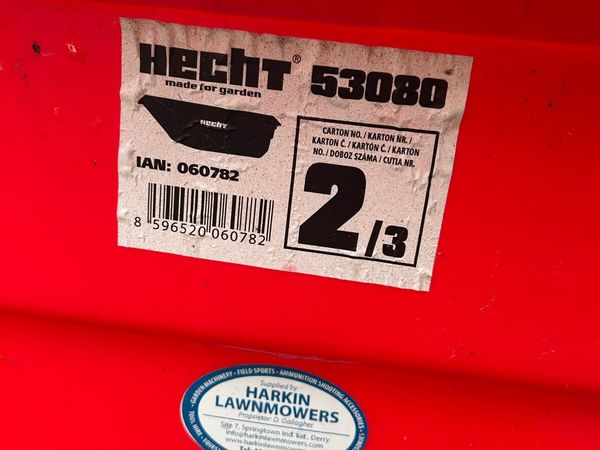 HECHT® 53080
made for garden
HECHT
IAN: 060782
8 596520 060782
CARTON NO. / KARTON NR. /
KARTON Č. / KARTÓN Č. / KARTON
NO. / DOBOZ SZÁMA / CUTIA NR.
2/3
GARDEN MACHINERY • FIELD SPORTS • AMMUNITION SHOOTING ACCESSORIES
TOOL HIRE •
Supplied by
HARKIN
LAWNMOWERS
Proprietor: D. Gallagher
Site 7, Springtown Ind. Est., Derry
info@harkinlawnmowers.com
www.harkinlawnmowers.com